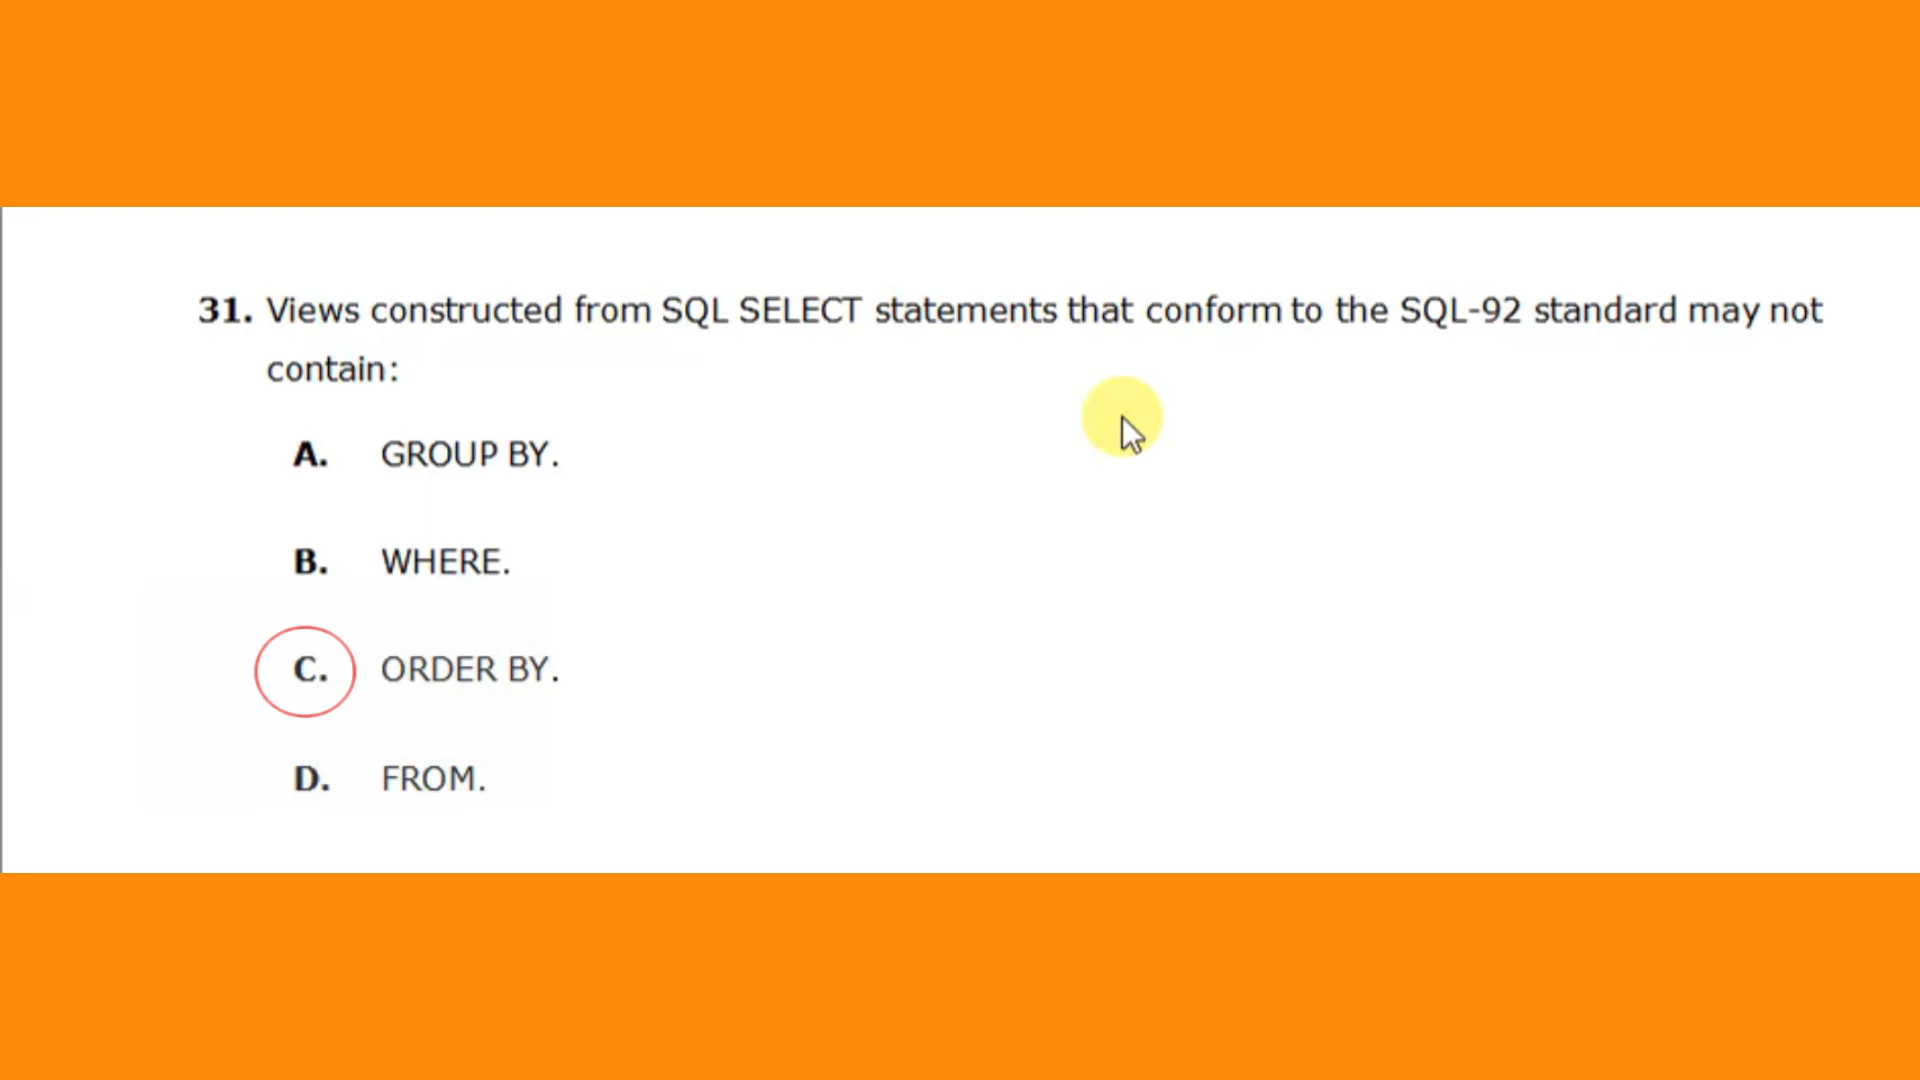 31. Views constructed from SQL SELECT statements that conform to the SQL-92 standard may not
contain:
A. GROUP BY.
B. WHERE.
C. ORDER BY.
D. FROM.